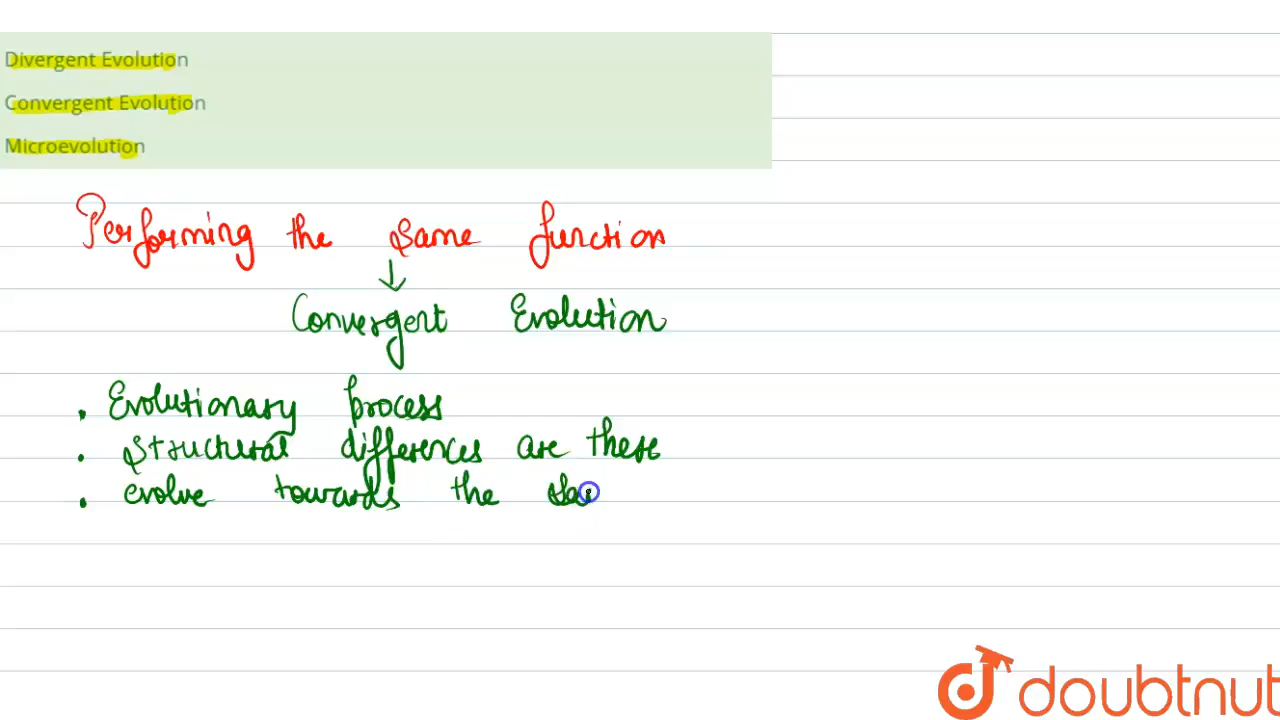 Divergent Evolution
Convergent Evolution
Microevolution
Performing the same function
↓
Convergent Evolution
. Evolutionary process
. Structural differences are there
. evolve towards the sa
doubtnut